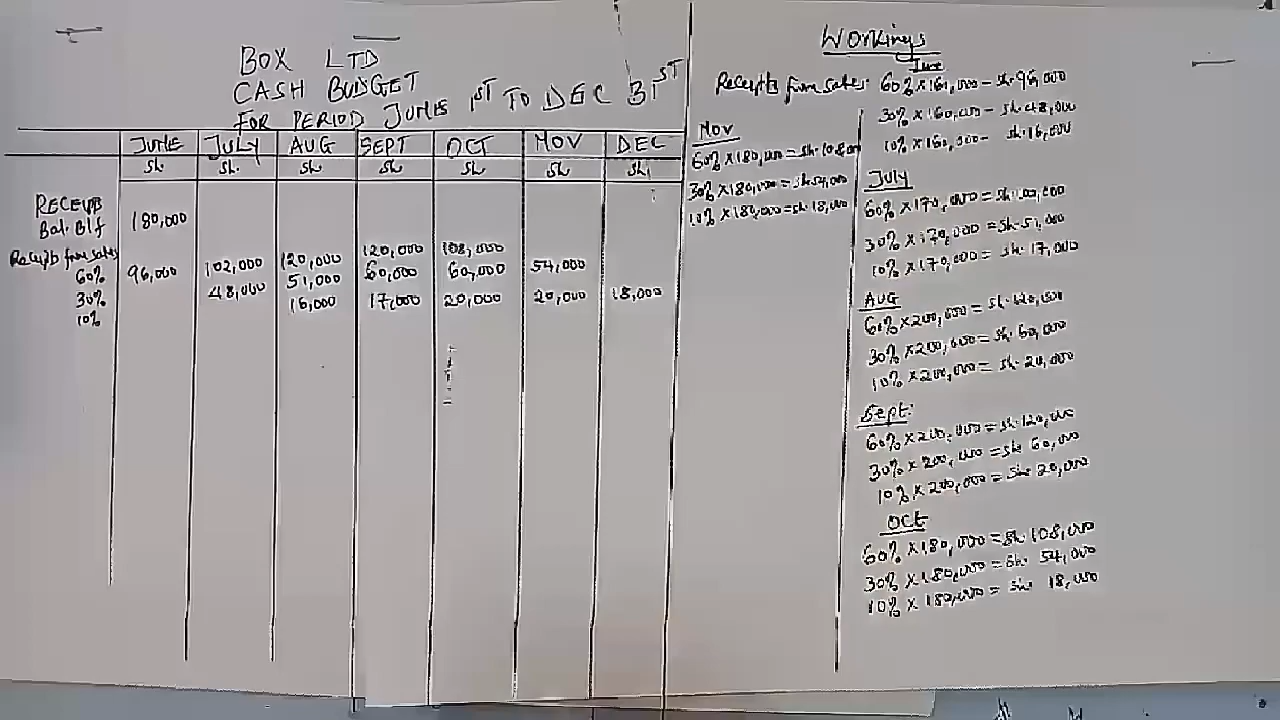 BOX LTD
CASH BUDGET
FOR PERIOD JUNE 1ST TO DEC 31ST
JUNE JULY AUG SEPT OCT NOV DEC
sh. sh. sh sh sh sh sh.
RECEIPTS
Bal. B/f 180,000
Receipts from sales
60% 96,000 102,000 120,000 120,000 108,000
30% 48,000 51,000 60,000 60,000 54,000
10% 16,000 17,000 20,000 20,000 18,000
Workings
June
Receipts from sales: 60% × 160,000 = sh. 96,000
30% × 160,000 = sh. 48,000
10% × 160,000 = sh. 16,000
July
60% × 170,000 = sh. 102,000
30% × 170,000 = sh. 51,000
10% × 170,000 = sh. 17,000
AUG
60% × 200,000 = sh. 120,000
30% × 200,000 = sh. 60,000
10% × 200,000 = sh. 20,000
Sept:
60% × 200,000 = sh. 120,000
30% × 200,000 = sh. 60,000
10% × 200,000 = sh. 20,000
OCT
60% × 180,000 = sh. 108,000
30% × 180,000 = sh. 54,000
10% × 180,000 = sh. 18,000
Nov
60% × 180,000 = sh. 108,000
30% × 180,000 = sh. 54,000
10% × 180,000 = sh. 18,000